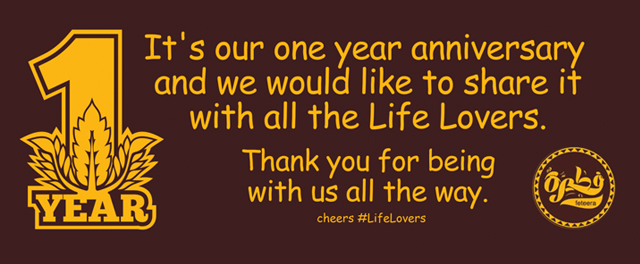 1
YEAR
It's our one year anniversary
and we would like to share it
with all the Life Lovers.
Thank you for being
with us all the way.
cheers #LifeLovers
فطيرة
feteera